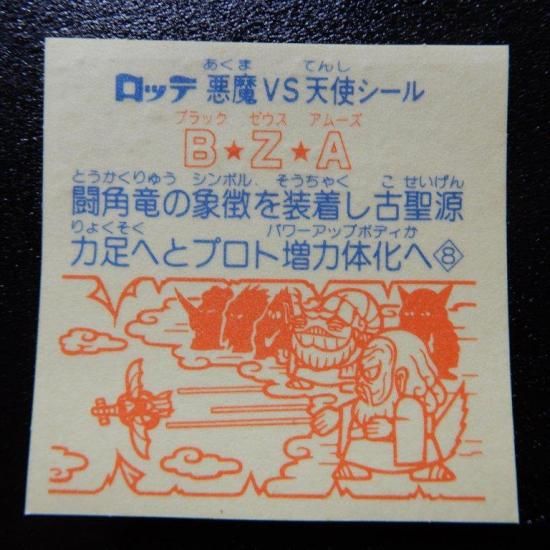 あくま てんし
ロッテ 悪魔VS天使シール
ブラック ゼウス アムーズ
B★Z★A
とうかくりゅう シンボル そうちゃく こ せいげん
闘角竜の象徴を装着し古聖源
りょくそく パワーアップボディか
力足へとプロト増力体化へ⑧